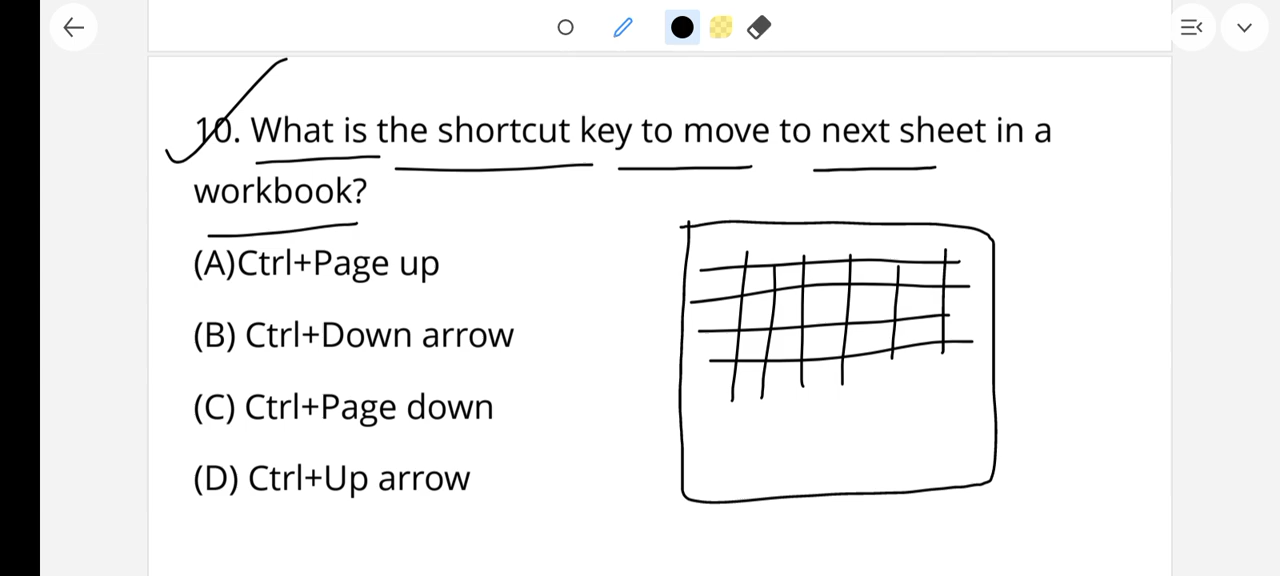 10. What is the shortcut key to move to next sheet in a
workbook?
(A)Ctrl+Page up
(B) Ctrl+Down arrow
(C) Ctrl+Page down
(D) Ctrl+Up arrow